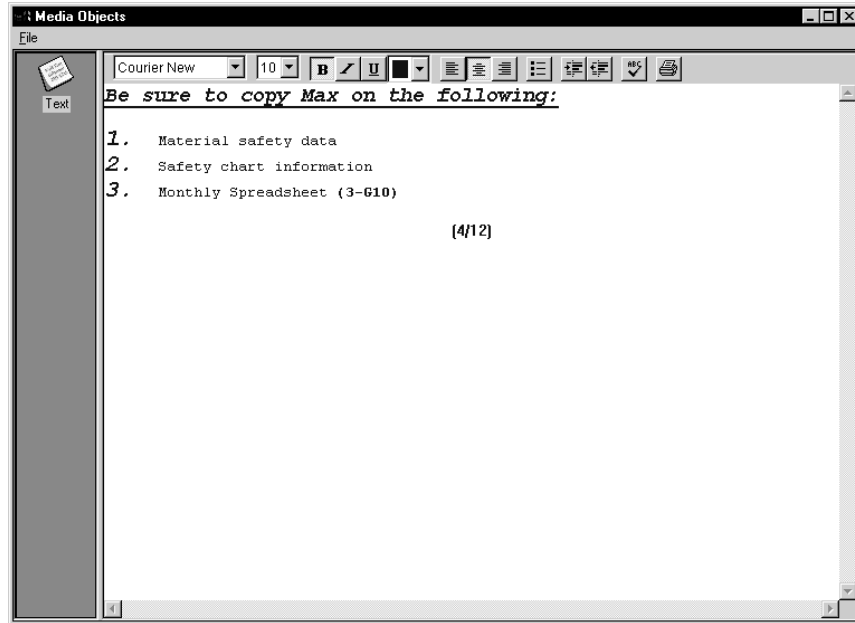 Media Objects
File
Text
Courier New 10 B I U ABC
Be sure to copy Max on the following:
1. Material safety data
2. Safety chart information
3. Monthly Spreadsheet (3-G10)
(4/12)